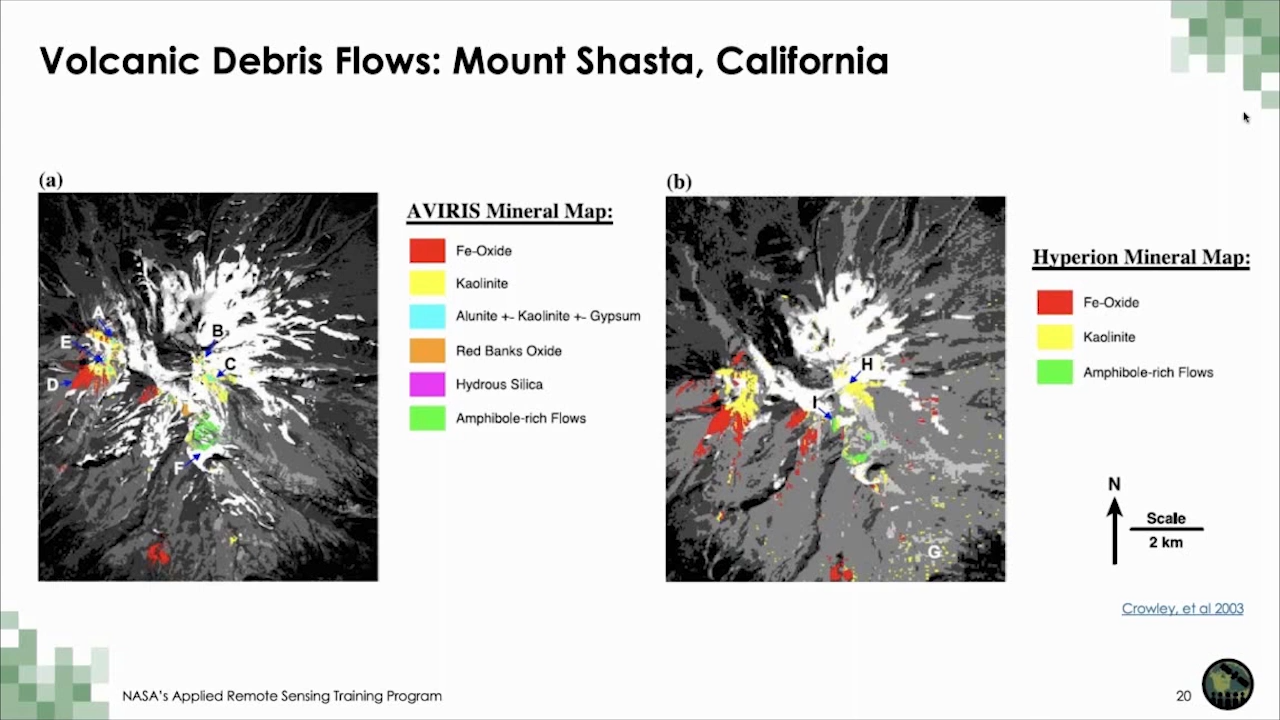 Volcanic Debris Flows: Mount Shasta, California
(a)
A
B
E
C
D
F
AVIRIS Mineral Map:
Fe-Oxide
Kaolinite
Alunite +- Kaolinite +- Gypsum
Red Banks Oxide
Hydrous Silica
Amphibole-rich Flows
(b)
H
I
G
Hyperion Mineral Map:
Fe-Oxide
Kaolinite
Amphibole-rich Flows
N
Scale
2 km
Crowley, et al 2003
NASA's Applied Remote Sensing Training Program
20